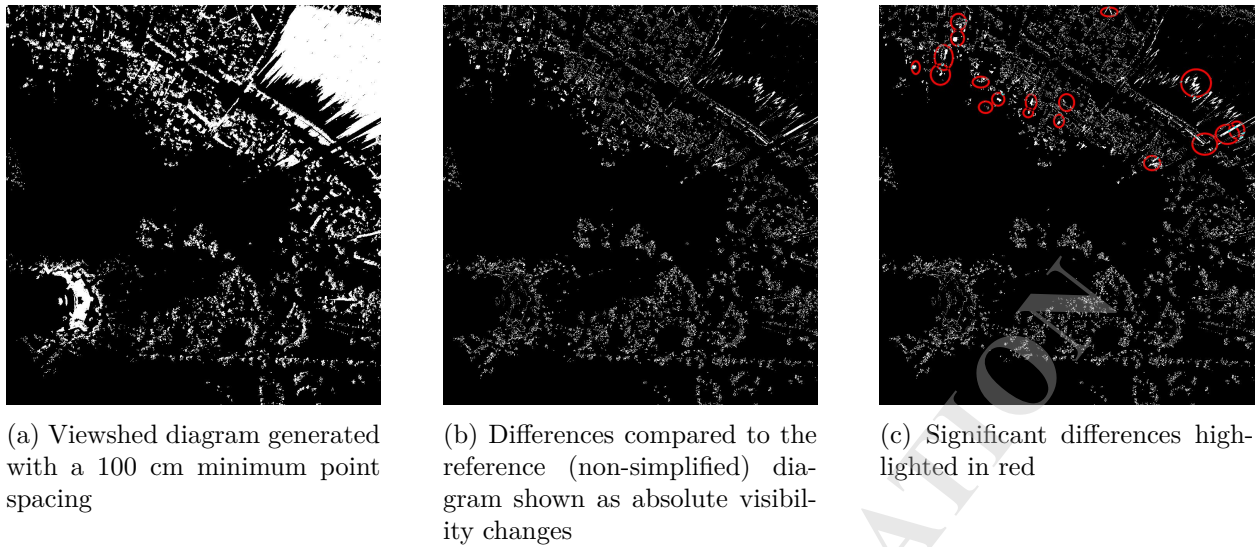 (a) Viewshed diagram generated
with a 100 cm minimum point
spacing
(b) Differences compared to the
reference (non-simplified) dia-
gram shown as absolute visibil-
ity changes
(c) Significant differences high-
lighted in red
ATION